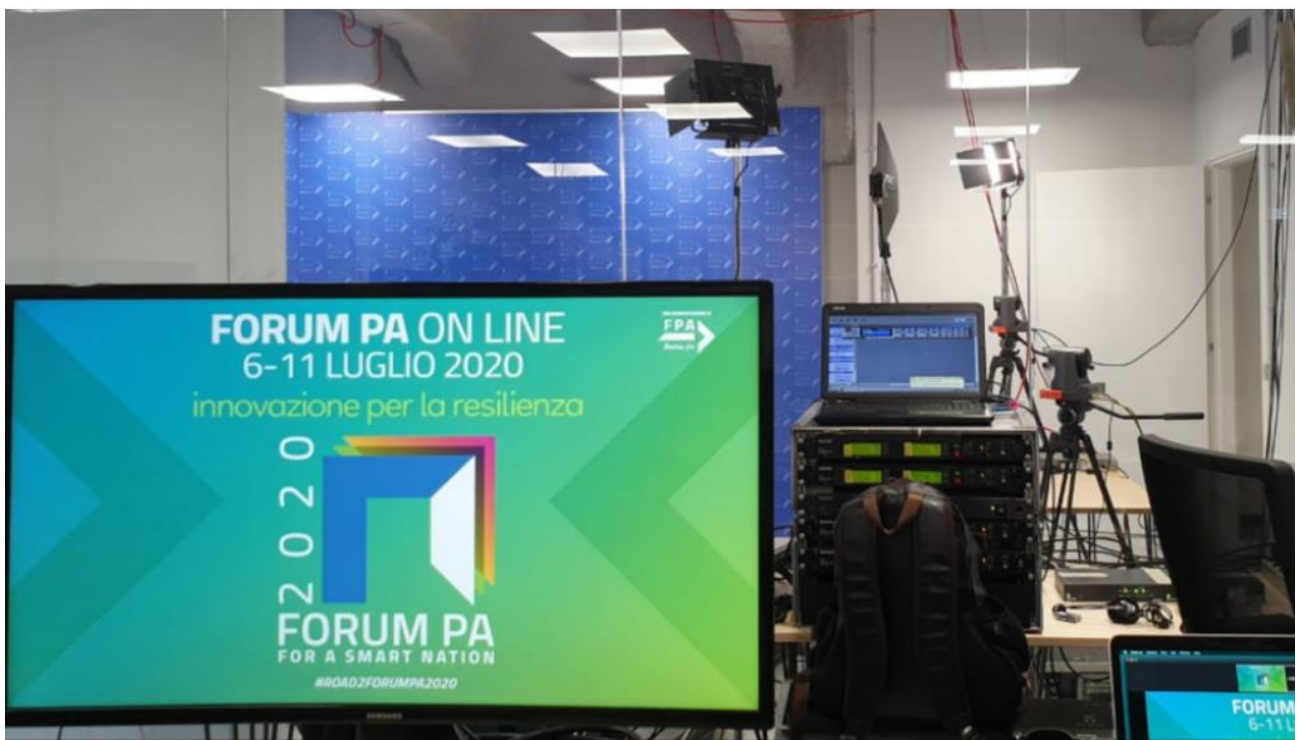 FORUM PA ON LINE
6-11 LUGLIO 2020
innovazione per la resilienza
FPA
2020
FORUM PA
FOR A SMART NATION
#ROAD2FORUMPA2020
SAMSUNG
FORUM
6-11 L